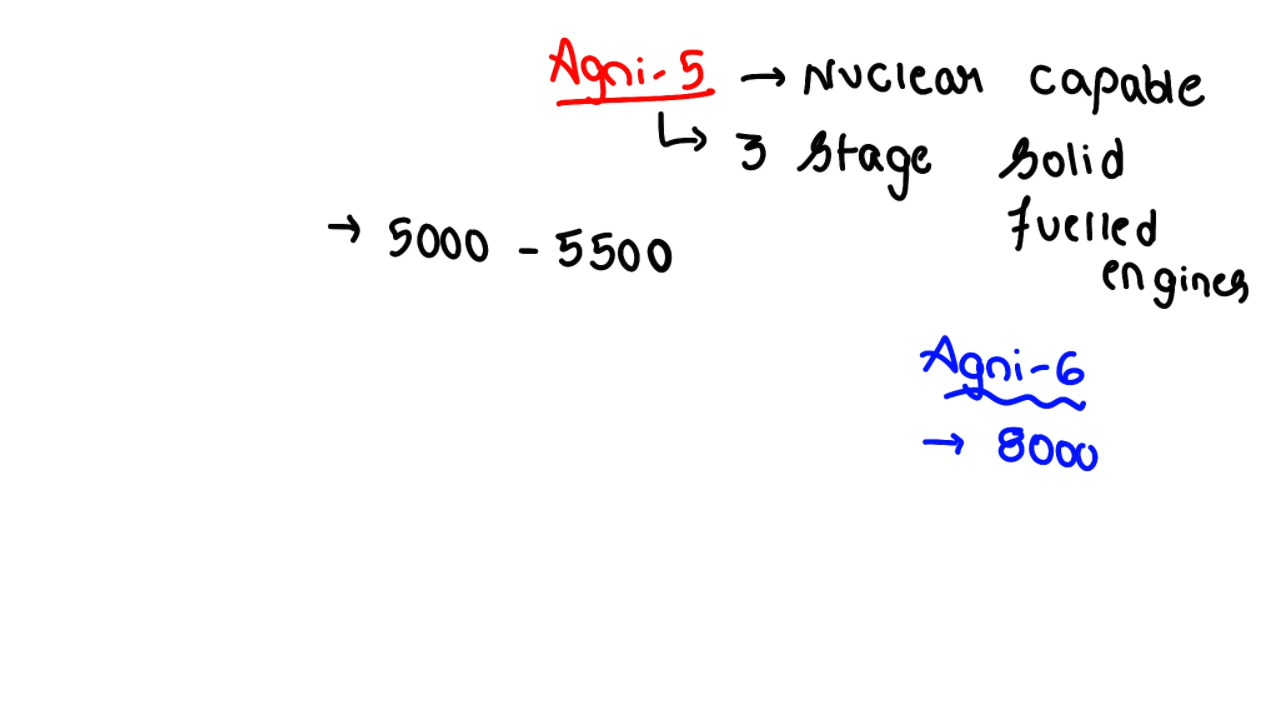 Agni-5 → Nuclear capable
↳ 3 stage solid
fuelled
engines
→ 5000 - 5500
Agni-6
→ 8000